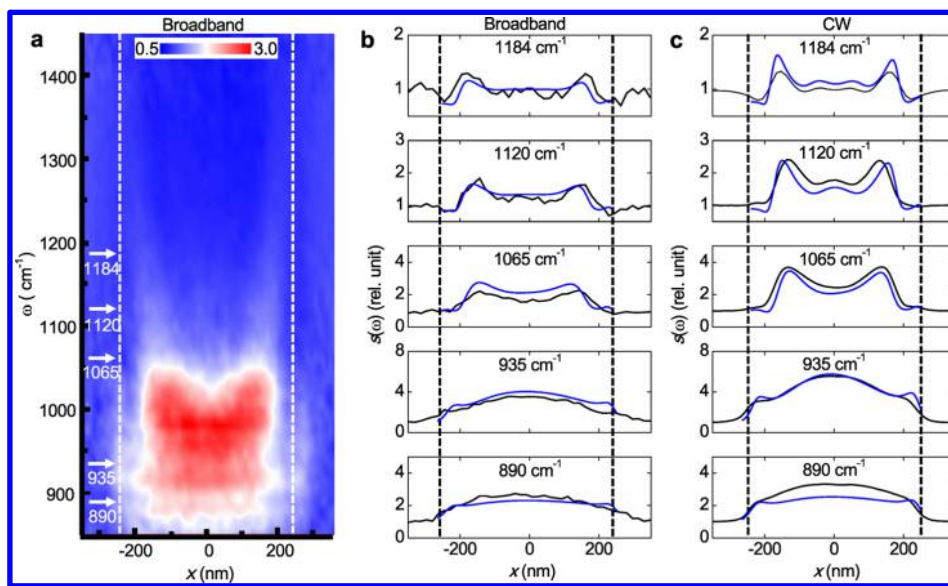 Broadband
a
0.5 3.0
1400
1300
1200
1100
1000
900
ω ( cm-1)
1184
1120
1065
935
890
-200 0 200
x (nm)
b
Broadband
1184 cm-1
2
1
0
1120 cm-1
3
2
1
0
1065 cm-1
4
2
0
935 cm-1
8
4
0
890 cm-1
4
2
0
s(ω) (rel. unit)
-200 0 200
x (nm)
c
CW
1184 cm-1
2
1
0
1120 cm-1
3
2
1
0
1065 cm-1
4
2
0
935 cm-1
8
4
0
890 cm-1
4
2
0
s(ω) (rel. unit)
-200 0 200
x (nm)